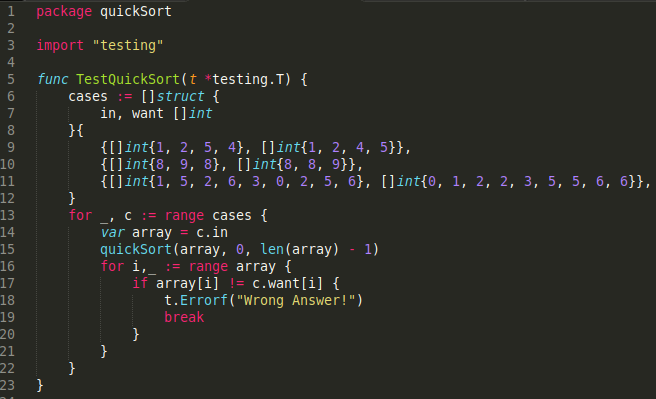 1 package quickSort
2
3 import "testing"
4
5 func TestQuickSort(t *testing.T) {
6     cases := []struct {
7         in, want []int
8     }{
9         {[]int{1, 2, 5, 4}, []int{1, 2, 4, 5}},
10         {[]int{8, 9, 8}, []int{8, 8, 9}},
11         {[]int{1, 5, 2, 6, 3, 0, 2, 5, 6}, []int{0, 1, 2, 2, 3, 5, 5, 6, 6}},
12     }
13     for _, c := range cases {
14         var array = c.in
15         quickSort(array, 0, len(array) - 1)
16         for i,_ := range array {
17             if array[i] != c.want[i] {
18                 t.Errorf("Wrong Answer!")
19                 break
20             }
21         }
22     }
23 }